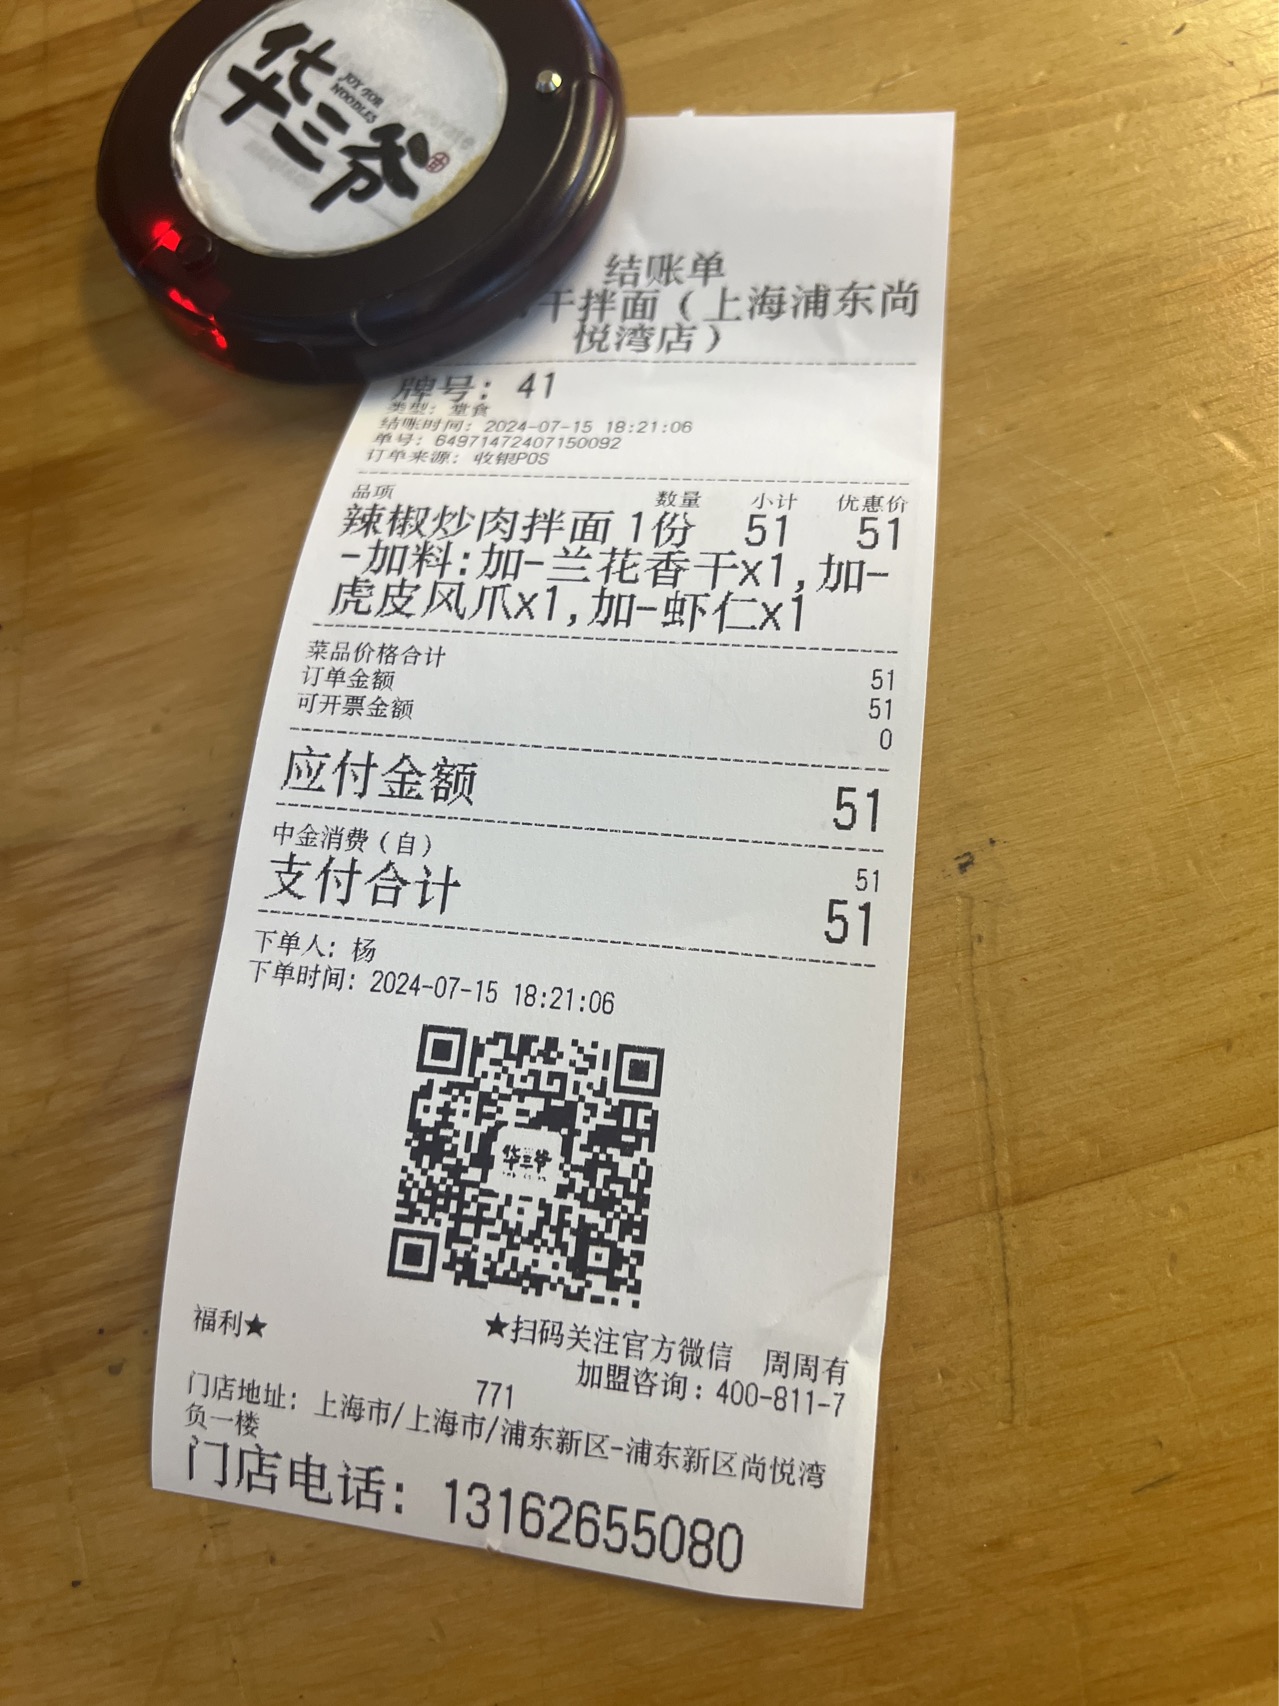 华三爷
JOY FOR
NOODLES
结账单
干拌面（上海浦东尚
悦湾店）
牌号：41
类型：堂食
结账时间：2024-07-15 18:21:06
单号：64971472407150092
订单来源：收银POS
品项 数量 小计 优惠价
辣椒炒肉拌面 1份 51 51
-加料:加-兰花香干x1,加-
虎皮凤爪x1,加-虾仁x1
菜品价格合计 51
订单金额 51
可开票金额 0
应付金额 51
中金消费（自） 51
支付合计 51
下单人：杨
下单时间：2024-07-15 18:21:06
华三爷
★扫码关注官方微信 周周有
福利★
加盟咨询：400-811-7
771
门店地址：上海市/上海市/浦东新区-浦东新区尚悦湾
负一楼
门店电话：13162655080